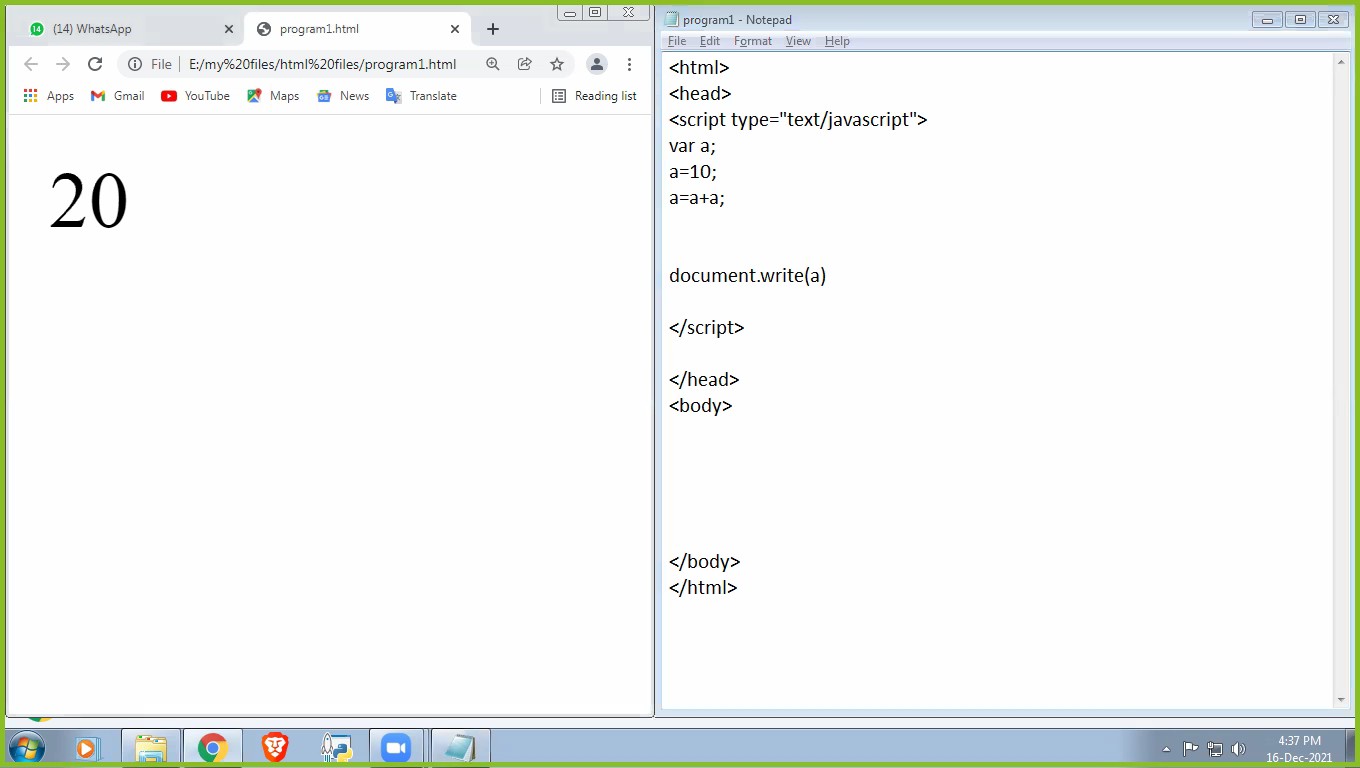 14 (14) WhatsApp
program1.html
File E:/my%20files/html%20files/program1.html
Apps Gmail YouTube Maps News Translate Reading list
20
program1 - Notepad
File Edit Format View Help
<html>
<head>
<script type="text/javascript">
var a;
a=10;
a=a+a;
document.write(a)
</script>
</head>
<body>
</body>
</html>
4:37 PM
16-Dec-2021